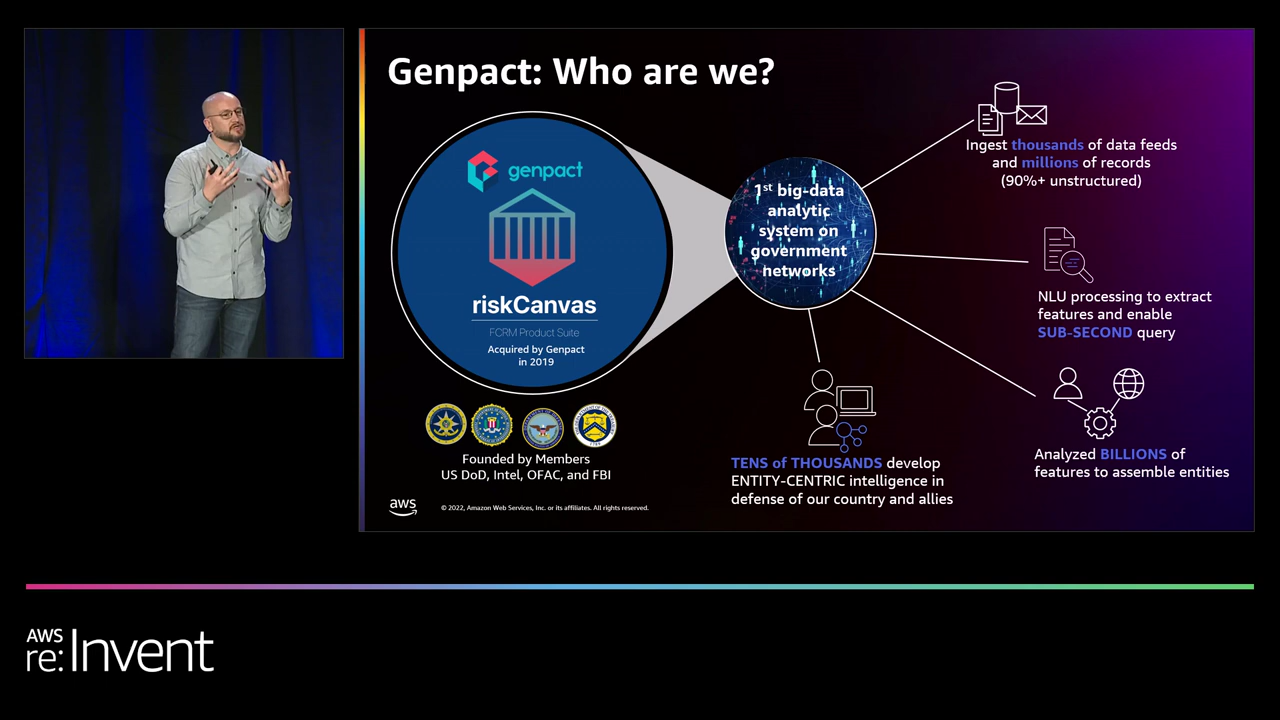 Genpact: Who are we?
genpact
riskCanvas
FCRM Product Suite
Acquired by Genpact
in 2019
Founded by Members
US DoD, Intel, OFAC, and FBI
1st big-data
analytic
system on
government
networks
Ingest thousands of data feeds
and millions of records
(90%+ unstructured)
NLU processing to extract
features and enable
SUB-SECOND query
Analyzed BILLIONS of
features to assemble entities
TENS of THOUSANDS develop
ENTITY-CENTRIC intelligence in
defense of our country and allies
aws
© 2022, Amazon Web Services, Inc. or its affiliates. All rights reserved.
AWS
re:Invent